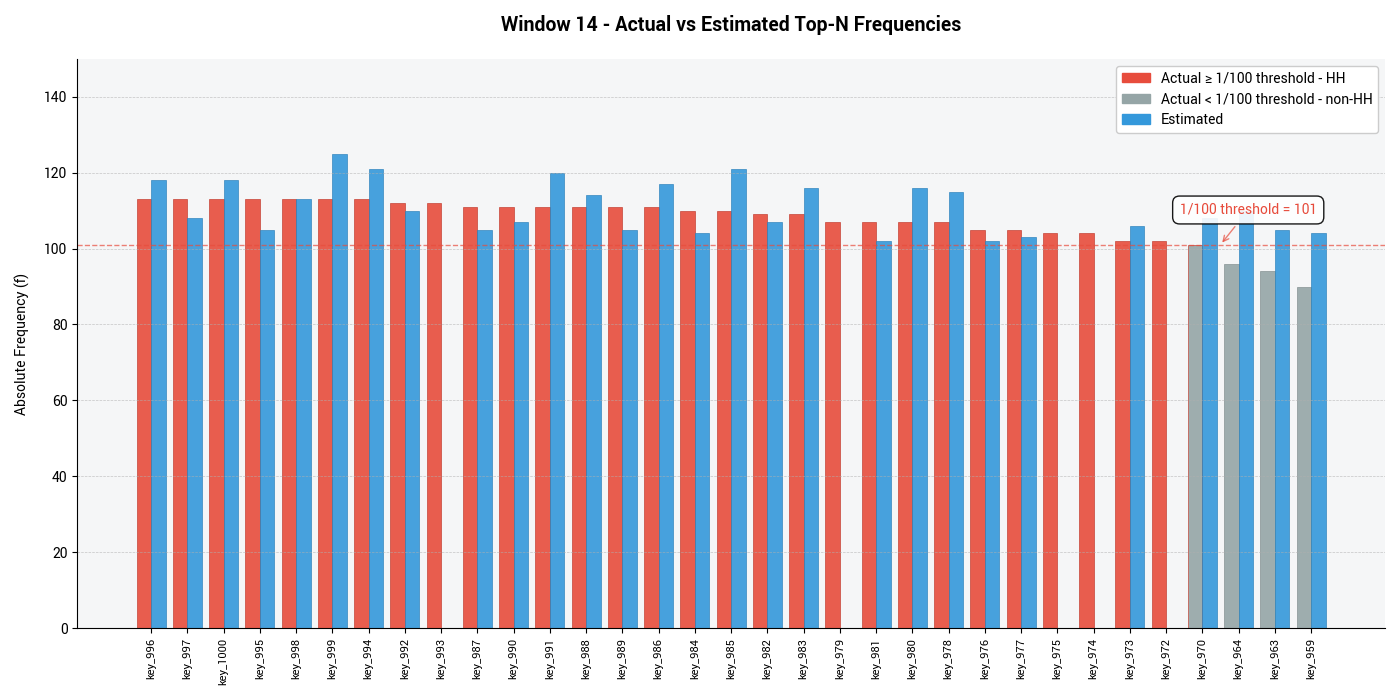 Window 14 - Actual vs Estimated Top-N Frequencies
Actual ≥ 1/100 threshold - HH
Actual < 1/100 threshold - non-HH
Estimated
1/100 threshold = 101
Absolute Frequency (f)
140
120
100
80
60
40
20
0
key_996
key_997
key_1000
key_995
key_998
key_999
key_994
key_992
key_993
key_987
key_990
key_991
key_988
key_989
key_986
key_984
key_985
key_982
key_983
key_979
key_981
key_980
key_978
key_976
key_977
key_975
key_974
key_973
key_972
key_970
key_964
key_963
key_959